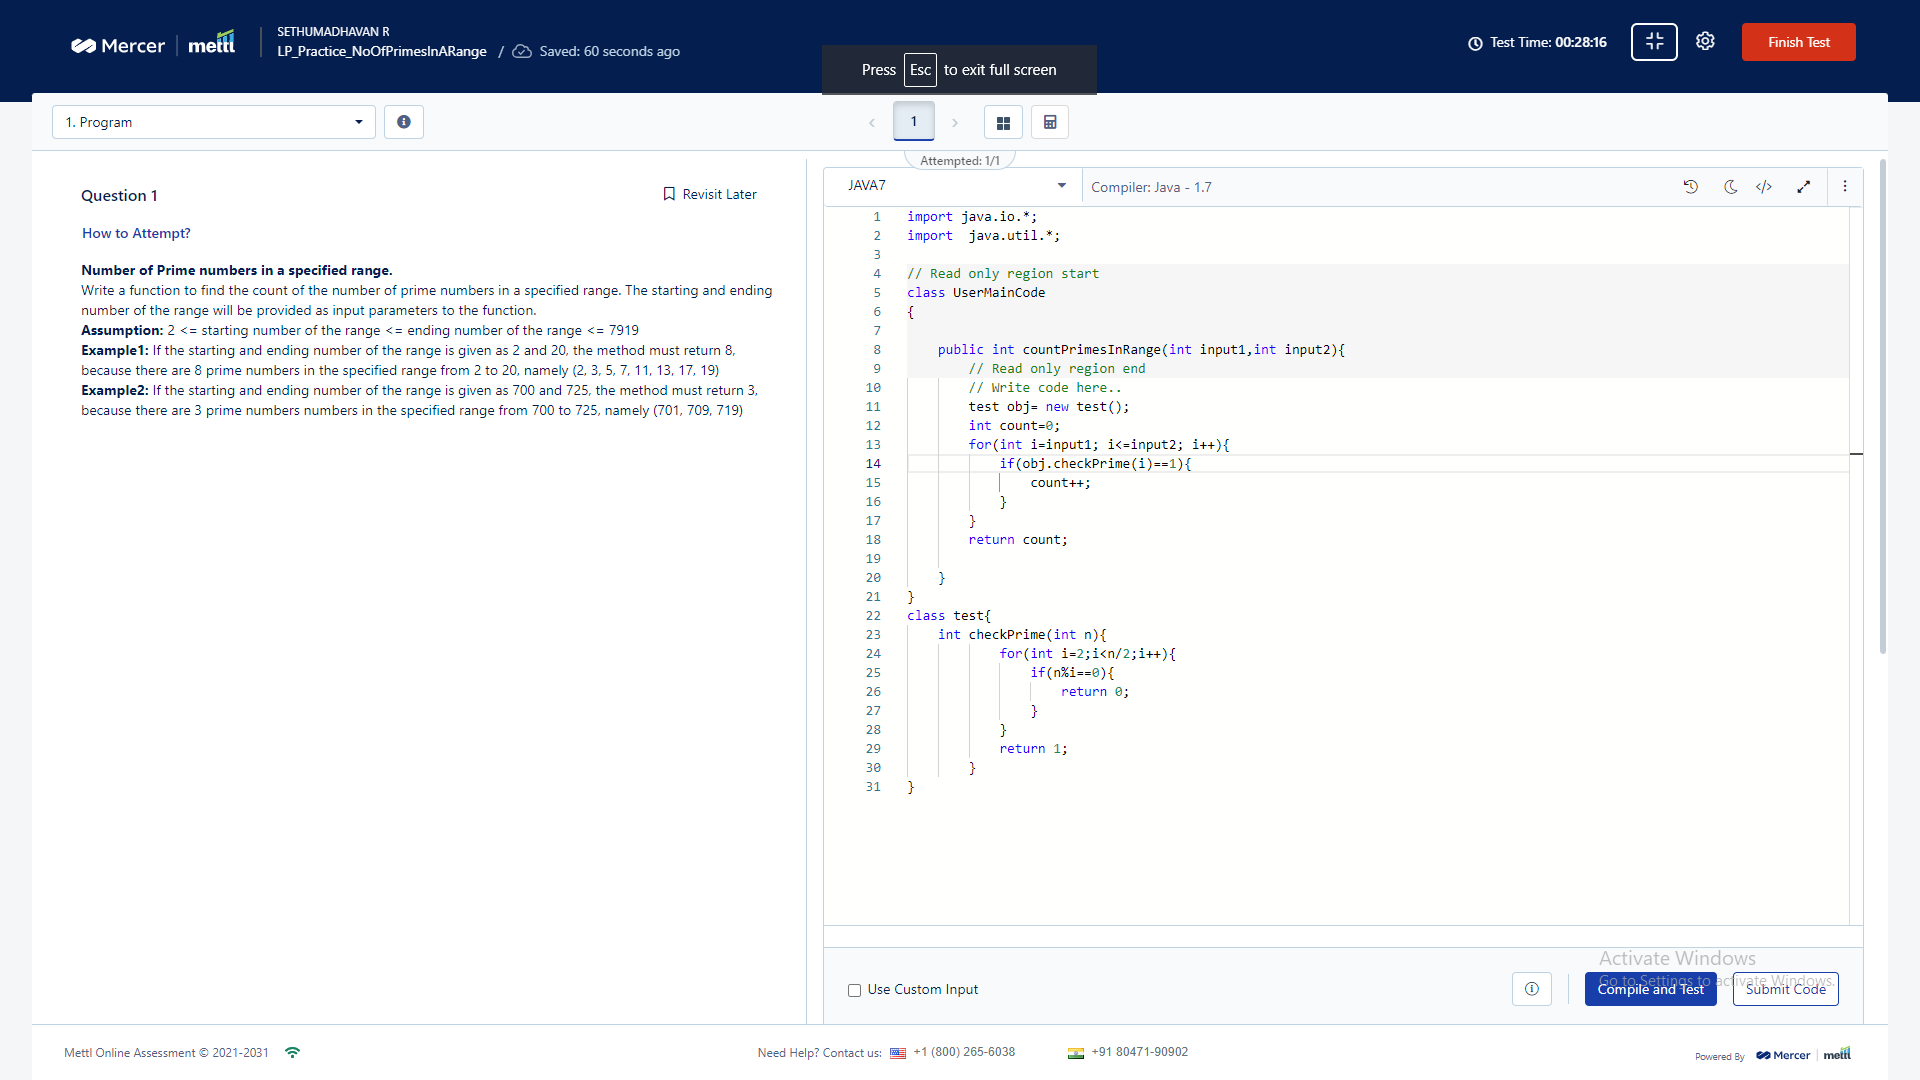 Mercer | mettl
SETHUMADHAVAN R
LP_Practice_NoOfPrimesInARange / Saved: 60 seconds ago
Press Esc to exit full screen
Test Time: 00:28:16
Finish Test
1. Program
1
Attempted: 1/1
Question 1
Revisit Later
How to Attempt?
Number of Prime numbers in a specified range.
Write a function to find the count of the number of prime numbers in a specified range. The starting and ending
number of the range will be provided as input parameters to the function.
Assumption: 2 <= starting number of the range <= ending number of the range <= 7919
Example1: If the starting and ending number of the range is given as 2 and 20, the method must return 8,
because there are 8 prime numbers in the specified range from 2 to 20, namely (2, 3, 5, 7, 11, 13, 17, 19)
Example2: If the starting and ending number of the range is given as 700 and 725, the method must return 3,
because there are 3 prime numbers numbers in the specified range from 700 to 725, namely (701, 709, 719)
JAVA7
Compiler: Java - 1.7
1 import java.io.*;
2 import  java.util.*;
3
4 // Read only region start
5 class UserMainCode
6 {
7
8     public int countPrimesInRange(int input1,int input2){
9         // Read only region end
10         // Write code here..
11         test obj= new test();
12         int count=0;
13         for(int i=input1; i<=input2; i++){
14             if(obj.checkPrime(i)==1){
15                 count++;
16             }
17         }
18         return count;
19
20     }
21 }
22 class test{
23     int checkPrime(int n){
24             for(int i=2;i<n/2;i++){
25                 if(n%i==0){
26                     return 0;
27                 }
28             }
29             return 1;
30         }
31 }
Activate Windows
Go to Settings to activate Windows.
Use Custom Input
Compile and Test
Submit Code
Mettl Online Assessment © 2021-2031
Need Help? Contact us: +1 (800) 265-6038
+91 80471-90902
Powered By Mercer | mettl